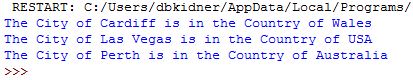 RESTART: C:/Users/dbkidner/AppData/Local/Programs/
The City of Cardiff is in the Country of Wales
The City of Las Vegas is in the Country of USA
The City of Perth is in the Country of Australia
>>>